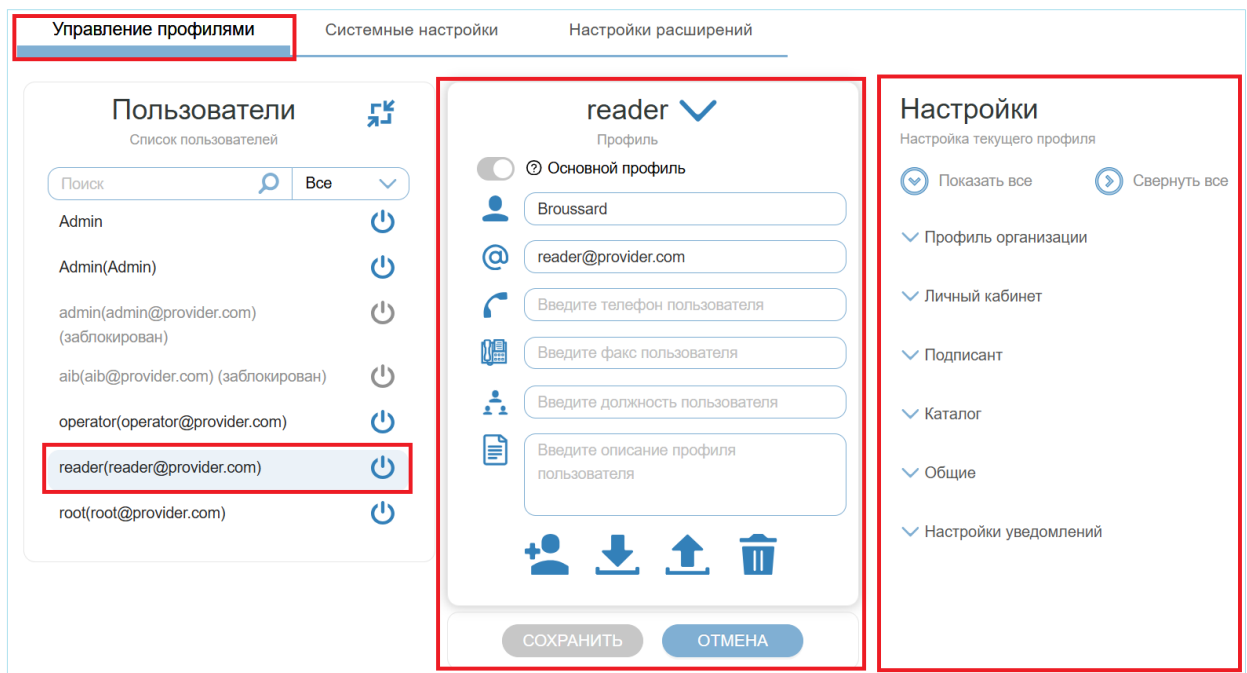 Управление профилями
Системные настройки
Настройки расширений
Пользователи
Список пользователей
Поиск
Все
Admin
Admin(Admin)
admin(admin@provider.com)
(заблокирован)
aib(aib@provider.com) (заблокирован)
operator(operator@provider.com)
reader(reader@provider.com)
root(root@provider.com)
reader
Профиль
? Основной профиль
Broussard
@
reader@provider.com
Введите телефон пользователя
Введите факс пользователя
Введите должность пользователя
Введите описание профиля
пользователя
СОХРАНИТЬ
ОТМЕНА
Настройки
Настройка текущего профиля
Показать все
Свернуть все
Профиль организации
Личный кабинет
Подписант
Каталог
Общие
Настройки уведомлений